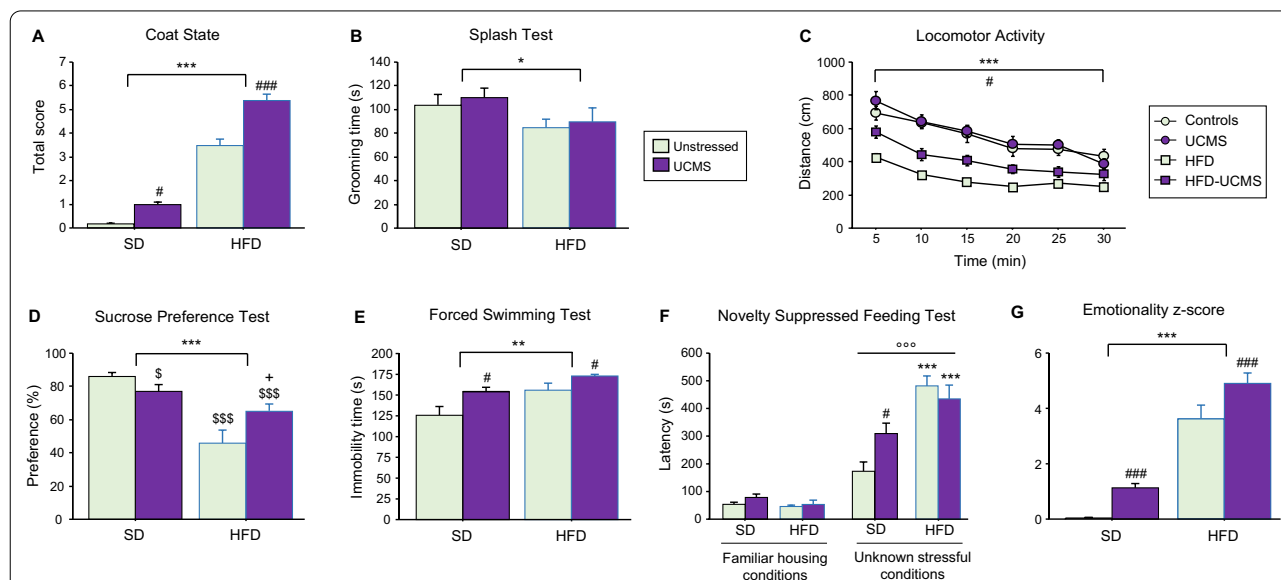 A Coat State
Total score
7
6
5
4
3
2
1
0
***
#
###
SD HFD
B Splash Test
Grooming time (s)
140
120
100
80
60
40
20
0
*
SD HFD
Unstressed
UCMS
C Locomotor Activity
Distance (cm)
1000
800
600
400
200
0
***
#
5 10 15 20 25 30
Time (min)
Controls
UCMS
HFD
HFD-UCMS
D Sucrose Preference Test
Preference (%)
100
80
60
40
20
0
***
$
$$$
+
$$$
SD HFD
E Forced Swimming Test
Immobility time (s)
200
175
150
125
100
75
50
25
0
**
#
#
SD HFD
F Novelty Suppressed Feeding Test
Latency (s)
600
500
400
300
200
100
0
°°°
#
***
***
SD HFD SD HFD
Familiar housing
conditions
Unknown stressful
conditions
G Emotionality z-score
6
4
2
0
***
###
###
SD HFD